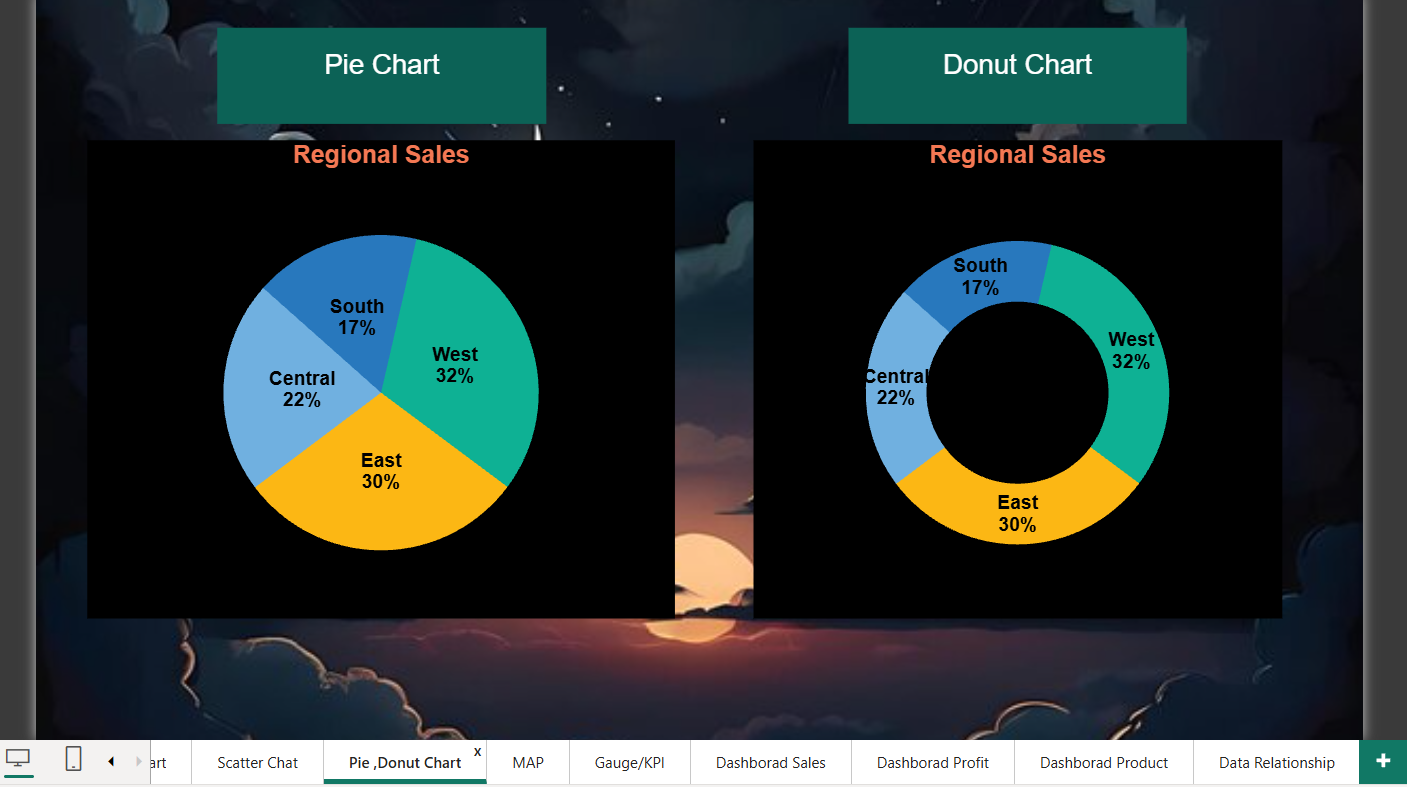 Pie Chart
Donut Chart
Regional Sales
South
17%
West
32%
Central
22%
East
30%
Regional Sales
South
17%
West
32%
Central
22%
East
30%
art
Scatter Chat
Pie ,Donut Chart
x
MAP
Gauge/KPI
Dashborad Sales
Dashborad Profit
Dashborad Product
Data Relationship
+